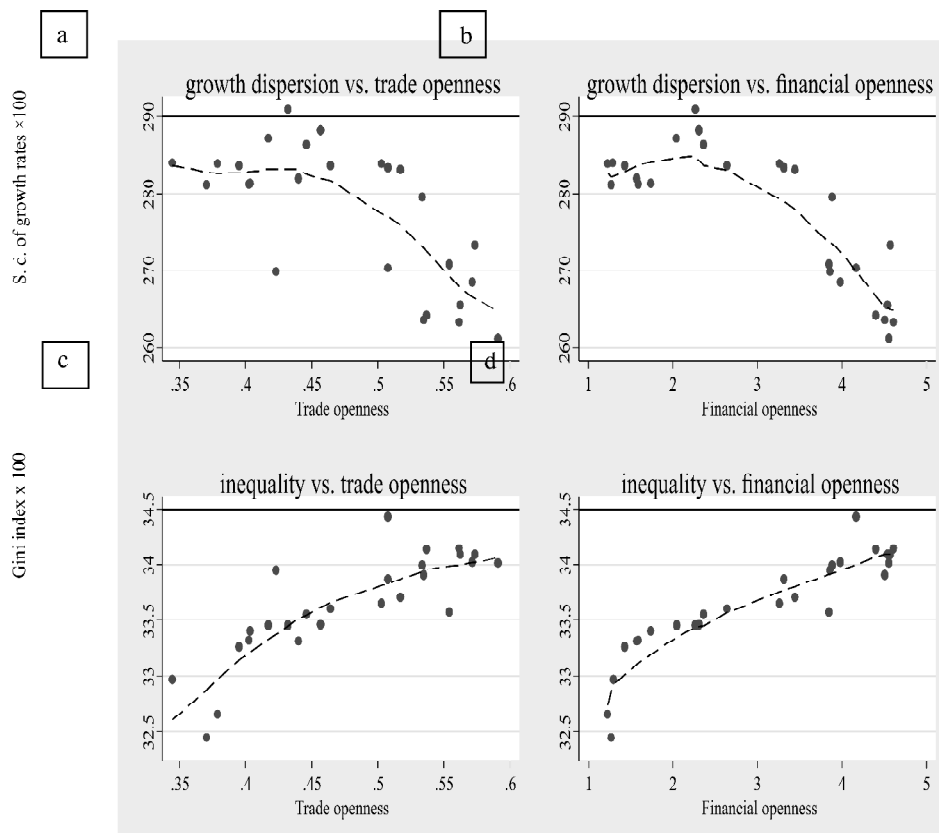 a
b
growth dispersion vs. trade openness
growth dispersion vs. financial openness
S. d. of growth rates ×100
290
280
270
260
.35
.4
.45
.5
.55
.6
Trade openness
290
280
270
260
1
2
3
4
5
Financial openness
c
d
inequality vs. trade openness
inequality vs. financial openness
Gini index x 100
34.5
34
33.5
33
32.5
.35
.4
.45
.5
.55
.6
Trade openness
34.5
34
33.5
33
32.5
1
2
3
4
5
Financial openness